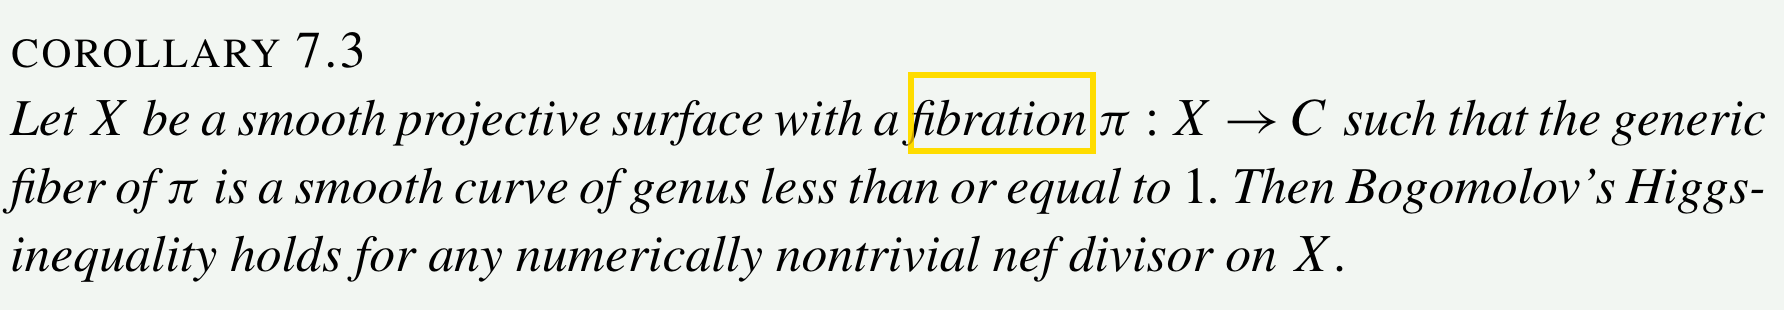 COROLLARY 7.3
Let X be a smooth projective surface with a fibration π : X → C such that the generic
fiber of π is a smooth curve of genus less than or equal to 1. Then Bogomolov’s Higgs-
inequality holds for any numerically nontrivial nef divisor on X.